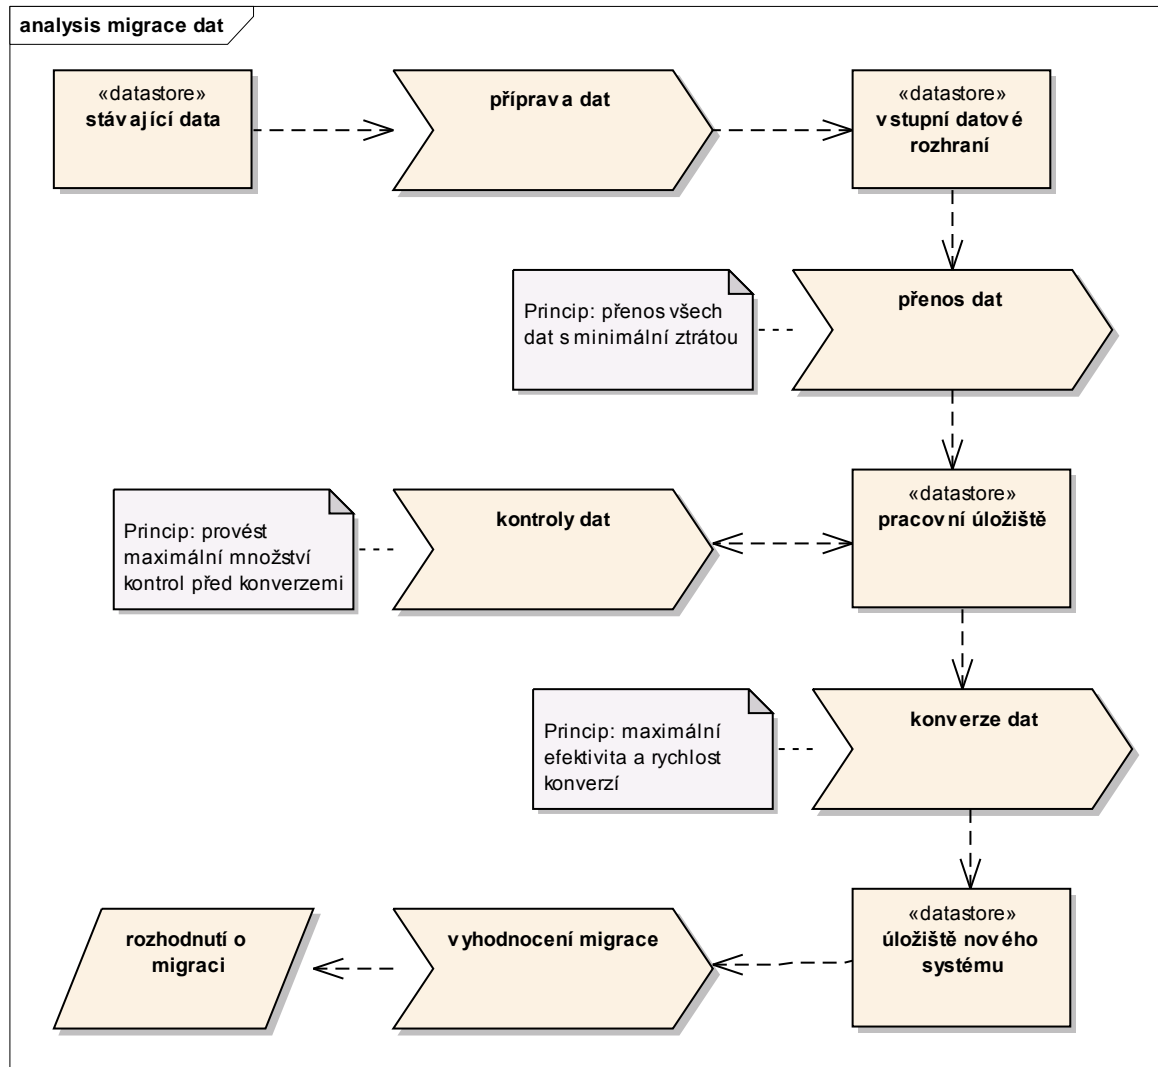 analysis migrace dat
«datastore»
stávající data
příprava dat
«datastore»
vstupní datové
rozhraní
Princip: přenos všech
dat s minimální ztrátou
přenos dat
Princip: provést
maximální množství
kontrol před konverzemi
kontroly dat
«datastore»
pracovní úložiště
Princip: maximální
efektivita a rychlost
konverzí
konverze dat
rozhodnutí o
migraci
vyhodnocení migrace
«datastore»
úložiště nového
systému